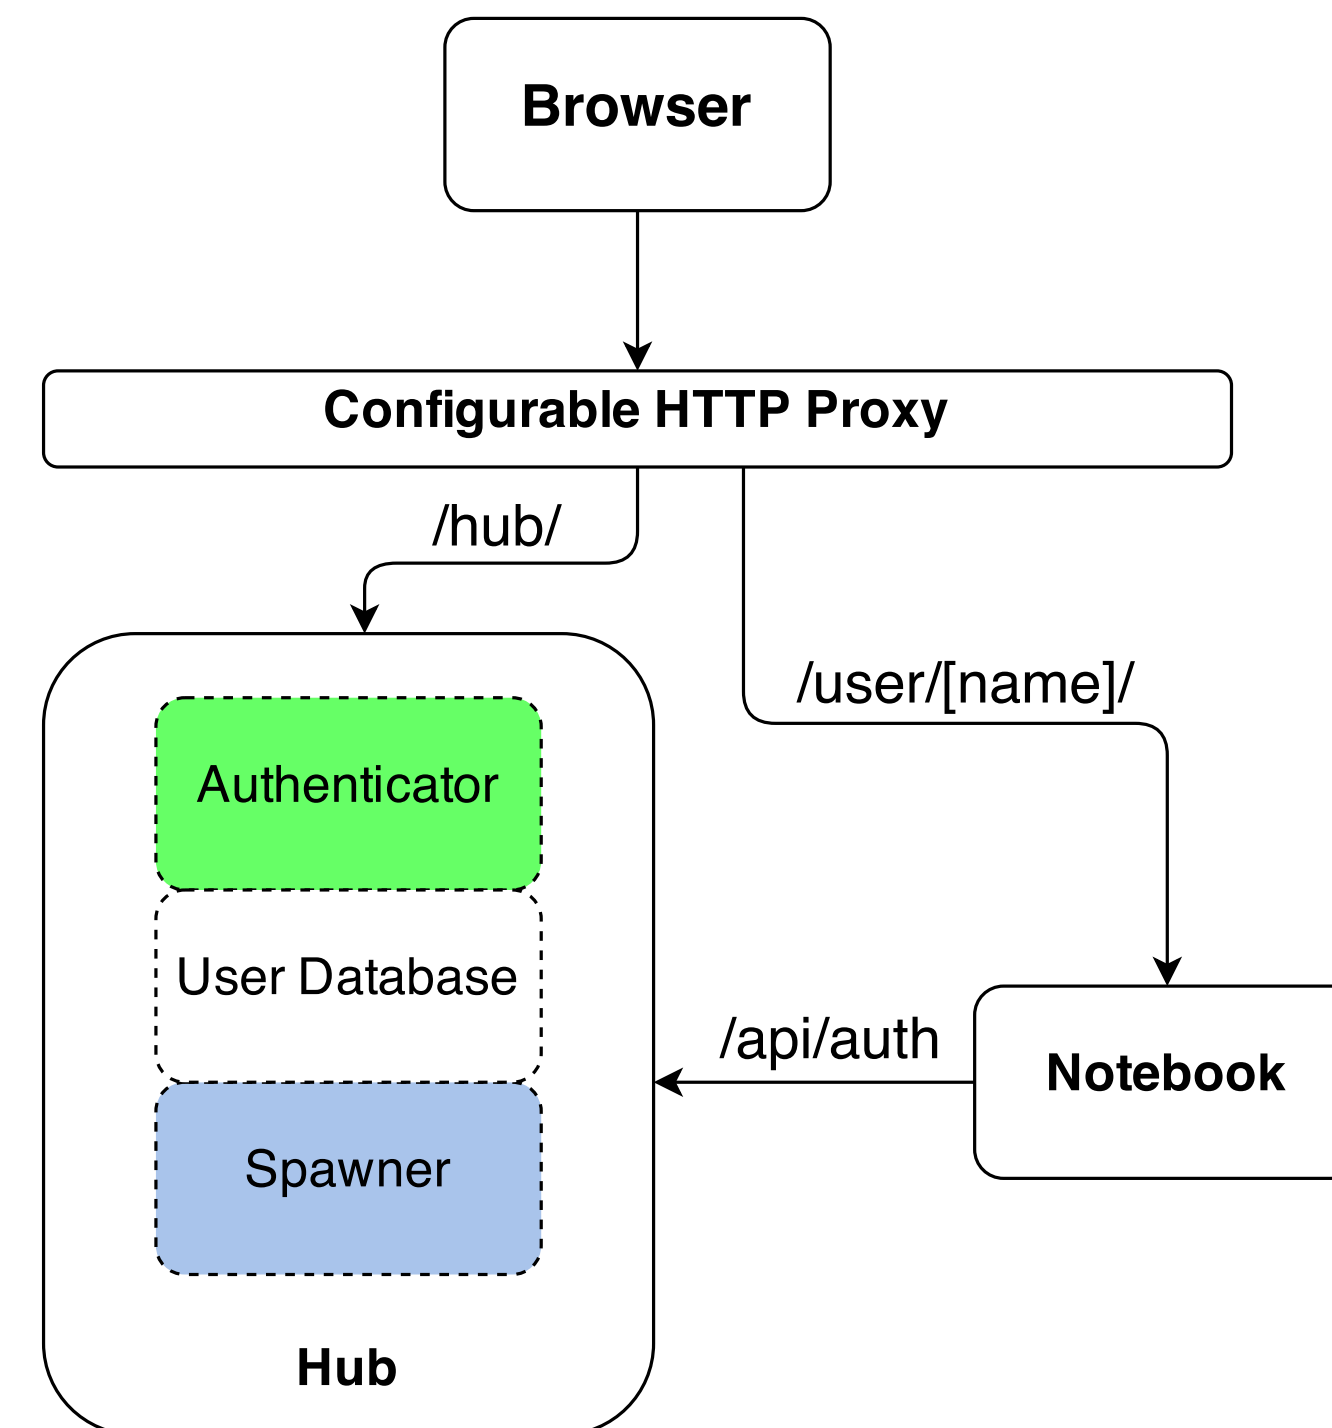 Browser
Configurable HTTP Proxy
/hub/
/user/[name]/
Authenticator
User Database
/api/auth
Notebook
Spawner
Hub